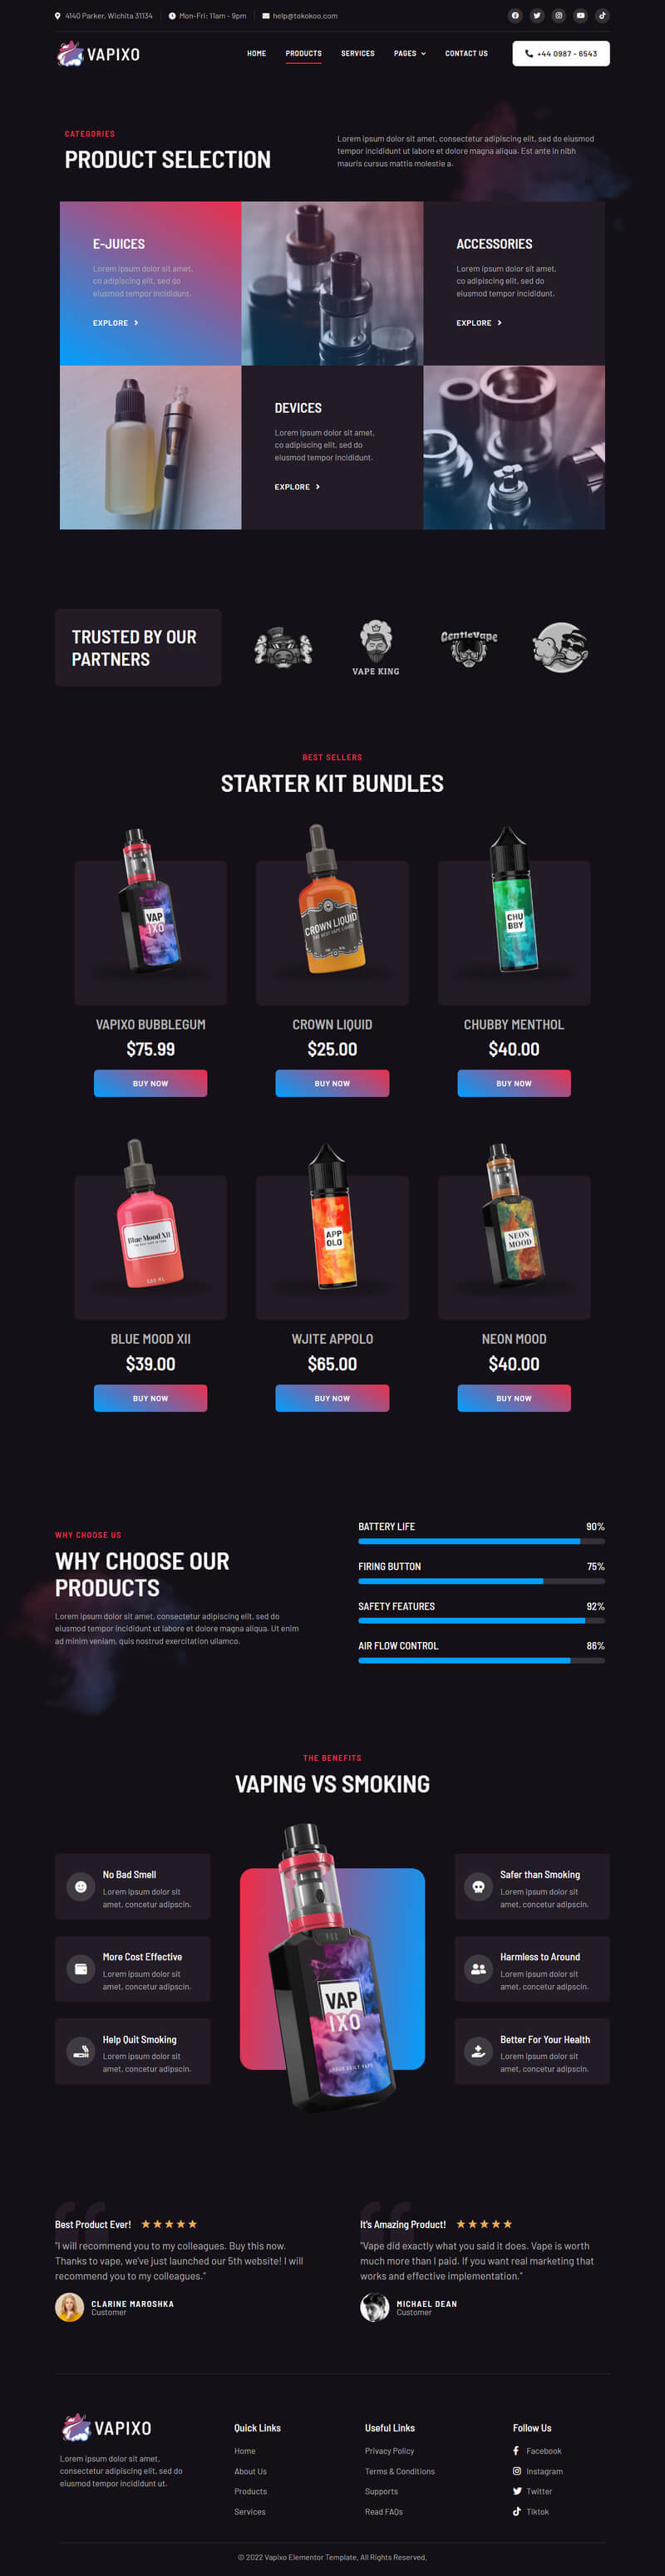 4140 Parker, Wichita 31134
Mon-Fri: 11am - 9pm
help@tokokoo.com
VAPIXO
HOME
PRODUCTS
SERVICES
PAGES
CONTACT US
+44 0987 - 6543
CATEGORIES
PRODUCT SELECTION
Lorem ipsum dolor sit amet, consectetur adipiscing elit, sed do eiusmod
tempor incididunt ut labore et dolore magna aliqua. Est ante in nibh
mauris cursus mattis molestie a.
E-JUICES
Lorem ipsum dolor sit amet,
co adipiscing elit, sed do
eiusmod tempor incididunt.
EXPLORE
ACCESSORIES
Lorem ipsum dolor sit amet,
co adipiscing elit, sed do
eiusmod tempor incididunt.
EXPLORE
DEVICES
Lorem ipsum dolor sit amet,
co adipiscing elit, sed do
eiusmod tempor incididunt.
EXPLORE
TRUSTED BY OUR
PARTNERS
VAPE KING
GentleVape
BEST SELLERS
STARTER KIT BUNDLES
VAP
IXO
CROWN LIQUID
THE BEST VAPE LIQUID
CHU
BBY
VAPIXO BUBBLEGUM
CROWN LIQUID
CHUBBY MENTHOL
$75.99
$25.00
$40.00
BUY NOW
BUY NOW
BUY NOW
Blue Mood XII
APP
OLO
NEON
MOOD
BLUE MOOD XII
WJITE APPOLO
NEON MOOD
$39.00
$65.00
$40.00
BUY NOW
BUY NOW
BUY NOW
WHY CHOOSE US
WHY CHOOSE OUR
PRODUCTS
Lorem ipsum dolor sit amet, consectetur adipiscing elit, sed do
eiusmod tempor incididunt ut labore et dolore magna aliqua. Ut enim
ad minim veniam, quis nostrud exercitation ullamco.
BATTERY LIFE 90%
FIRING BUTTON 75%
SAFETY FEATURES 92%
AIR FLOW CONTROL 86%
THE BENEFITS
VAPING VS SMOKING
No Bad Smell
Lorem ipsum dolor sit
amet, concetur adipscin.
More Cost Effective
Lorem ipsum dolor sit
amet, concetur adipscin.
Help Quit Smoking
Lorem ipsum dolor sit
amet, concetur adipscin.
VAP
IXO
Safer than Smoking
Lorem ipsum dolor sit
amet, concetur adipscin.
Harmless to Around
Lorem ipsum dolor sit
amet, concetur adipscin.
Better For Your Health
Lorem ipsum dolor sit
amet, concetur adipscin.
Best Product Ever!
"I will recommend you to my colleagues. Buy this now.
Thanks to vape, we've just launched our 5th website! I will
recommend you to my colleagues."
CLARINE MAROSHKA
Customer
It's Amazing Product!
"Vape did exactly what you said it does. Vape is worth
much more than I paid. If you want real marketing that
works and effective implementation."
MICHAEL DEAN
Customer
VAPIXO
Lorem ipsum dolor sit amet,
consectetur adipiscing elit, sed do
eiusmod tempor incididunt ut.
Quick Links
Home
About Us
Products
Services
Useful Links
Privacy Policy
Terms & Conditions
Supports
Read FAQs
Follow Us
Facebook
Instagram
Twitter
Tiktok
© 2022 Vapixo Elementor Template, All Rights Reserved.